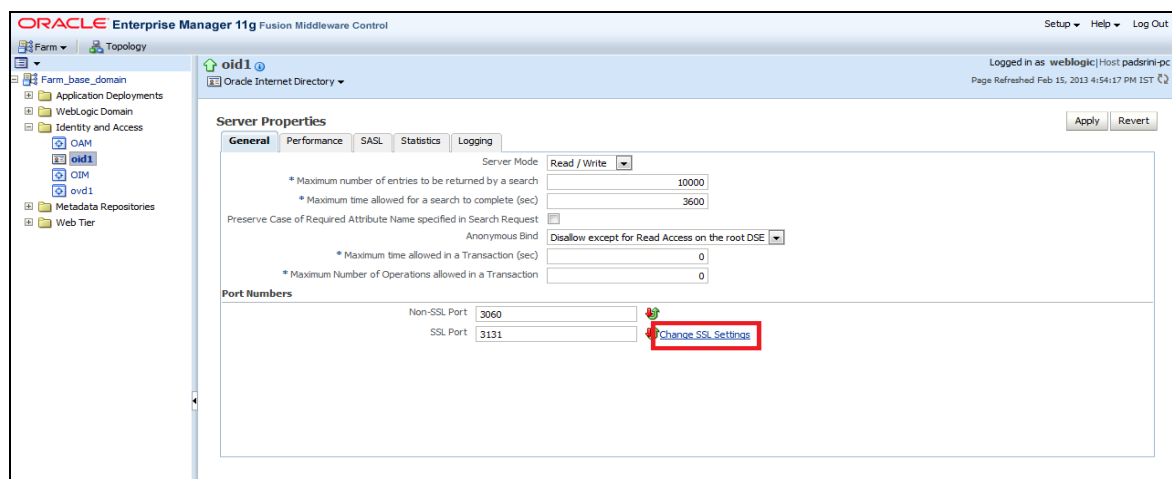 ORACLE Enterprise Manager 11g Fusion Middleware Control
Setup Help Log Out
Farm Topology
Farm_base_domain
Application Deployments
WebLogic Domain
Identity and Access
OAM
oid1
OIM
ovd1
Metadata Repositories
Web Tier
oid1
Oracle Internet Directory
Logged in as weblogic|Host padsrini-pc
Page Refreshed Feb 15, 2013 4:54:17 PM IST
Server Properties
Apply Revert
General Performance SASL Statistics Logging
Server Mode Read / Write
* Maximum number of entries to be returned by a search 10000
* Maximum time allowed for a search to complete (sec) 3600
Preserve Case of Required Attribute Name specified in Search Request
Anonymous Bind Disallow except for Read Access on the root DSE
* Maximum time allowed in a Transaction (sec) 0
* Maximum Number of Operations allowed in a Transaction 0
Port Numbers
Non-SSL Port 3060
SSL Port 3131 Change SSL Settings